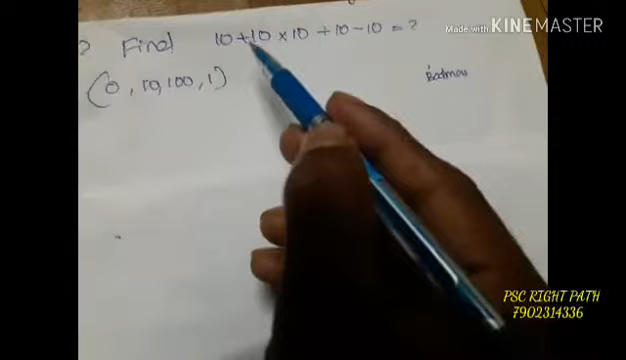 Made with KINEMASTER
? Find 10+10×10+10-10=?
(0, 10, 100, 1)
Bodmas
PSC RIGHT PATH
7902314336